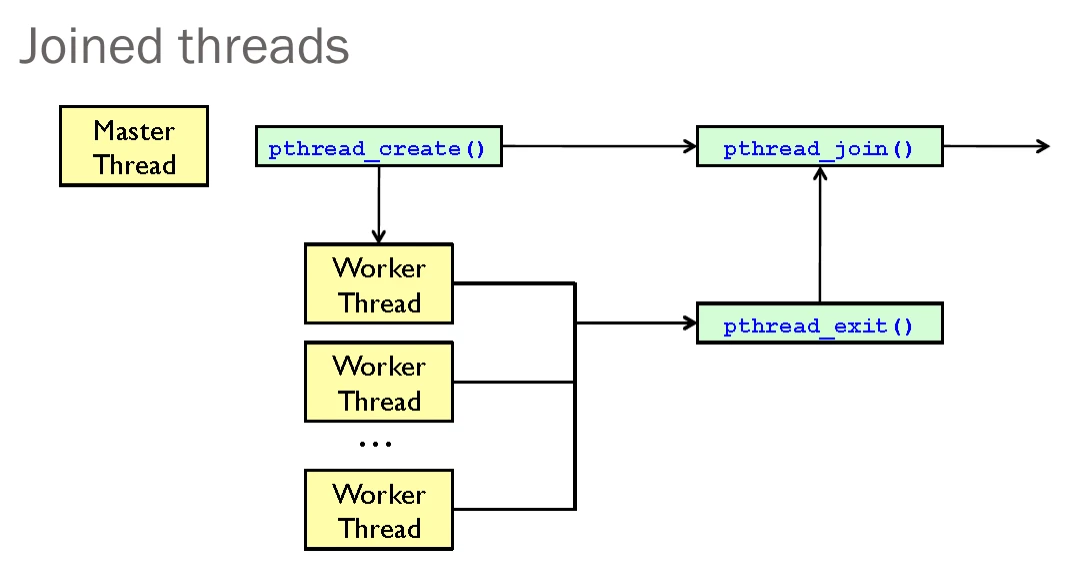 Joined threads
Master
Thread
pthread_create()
pthread_join()
Worker
Thread
pthread_exit()
Worker
Thread
...
Worker
Thread